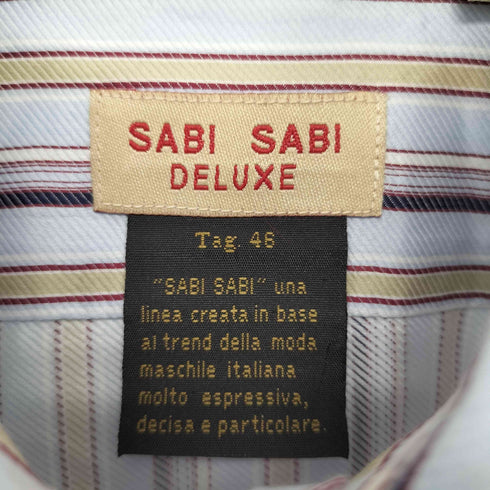 SABI SABI
DELUXE
Tag. 46
"SABI SABI" una
linea creata in base
al trend della moda
maschile italiana
molto espressiva,
decisa e particolare.